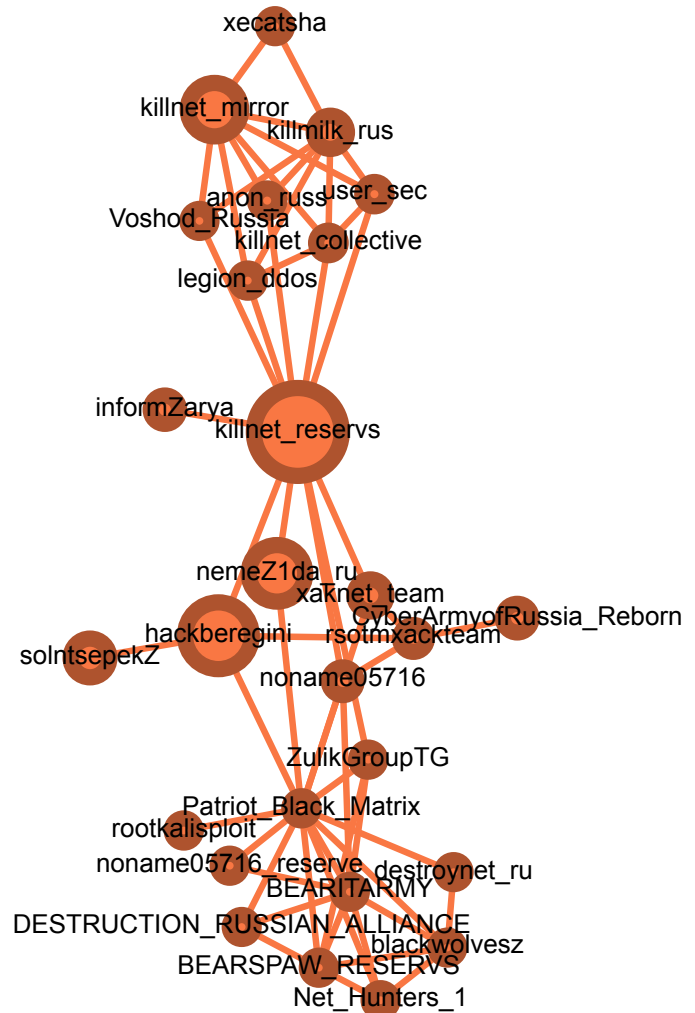 xecatsha
killnet_mirror
killmilk_rus
anon_russ
user_sec
Voshod_Russia
killnet_collective
legion_ddos
informZarya
killnet_reservs
nemeZ1da_ru
xaknet_team
CyberArmyofRussia_Reborn
hackberegini
rsotmxackteam
solntsepekZ
noname05716
ZulikGroupTG
Patriot_Black_Matrix
rootkalisploit
noname05716_reserve
destroynet_ru
BEARITARMY
DESTRUCTION_RUSSIAN_ALLIANCE
blackwolvesz
BEARSPAW_RESERVS
Net_Hunters_1